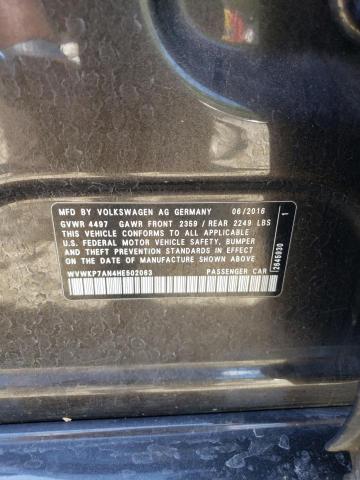 MFD BY VOLKSWAGEN AG GERMANY 06/2016
GVWR 4497 GAWR FRONT 2359 / REAR 2249 LBS
THIS VEHICLE CONFORMS TO ALL APPLICABLE
U.S. FEDERAL MOTOR VEHICLE SAFETY, BUMPER
AND THEFT PREVENTION STANDARDS IN EFFECT
ON THE DATE OF MANUFACTURE SHOWN ABOVE.
WVWKP7AN4HE502063 PASSENGER CAR
1